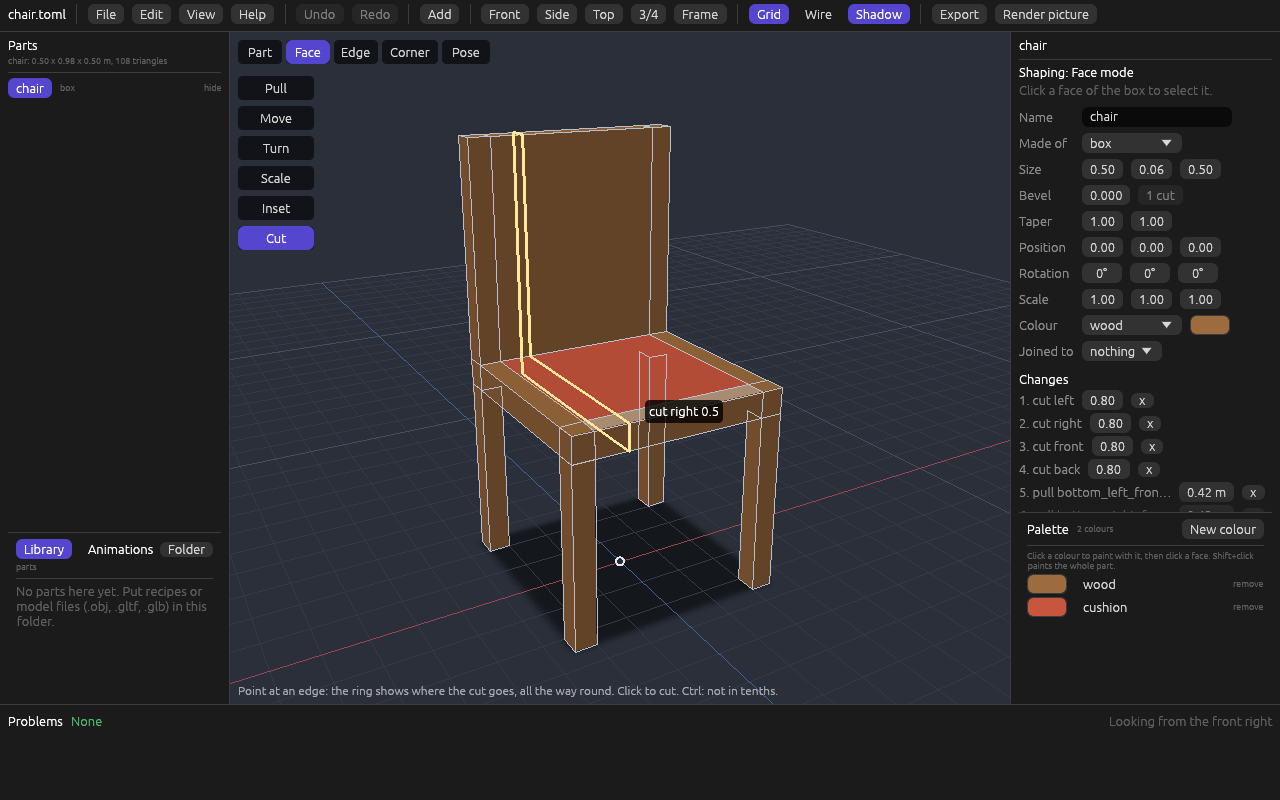 chair.toml File Edit View Help Undo Redo Add Front Side Top 3/4 Frame Grid Wire Shadow Export Render picture
Parts
chair: 0.50 x 0.98 x 0.50 m, 108 triangles
chair box hide
Library Animations Folder
parts
No parts here yet. Put recipes or
model files (.obj, .gltf, .glb) in this
folder.
Part Face Edge Corner Pose
Pull
Move
Turn
Scale
Inset
Cut
cut right 0.5
Point at an edge: the ring shows where the cut goes, all the way round. Click to cut. Ctrl: not in tenths.
chair
Shaping: Face mode
Click a face of the box to select it.
Name chair
Made of box
Size 0.50 0.06 0.50
Bevel 0.000 1 cut
Taper 1.00 1.00
Position 0.00 0.00 0.00
Rotation 0° 0° 0°
Scale 1.00 1.00 1.00
Colour wood
Joined to nothing
Changes
1. cut left 0.80 x
2. cut right 0.80 x
3. cut front 0.80 x
4. cut back 0.80 x
5. pull bottom_left_fron… 0.42 m x
Palette 2 colours New colour
Click a colour to paint with it, then click a face. Shift+click
paints the whole part.
wood remove
cushion remove
Problems None
Looking from the front right